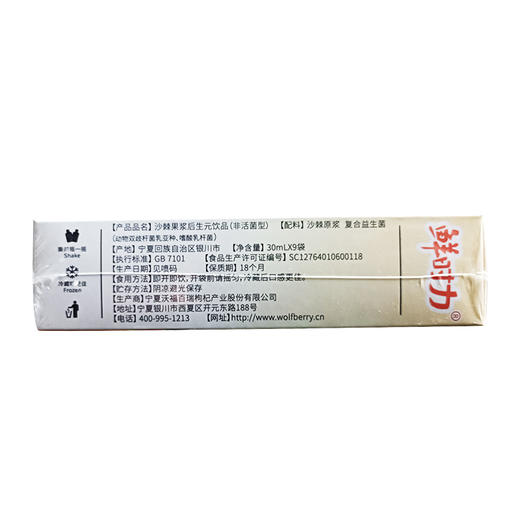 【产品品名】沙棘果浆后生元饮品(非活菌型) 【配料】沙棘原浆 复合益生菌
(动物双歧杆菌乳亚种、嗜酸乳杆菌)
【产地】宁夏回族自治区银川市 【净含量】30mLX9袋
【执行标准】GB 7101 【食品生产许可证编号】SC12764010600118
【生产日期】见喷码 【保质期】18个月
【食用方法】即开即饮,开袋前请摇匀,冷藏后口感更佳。
【贮存方法】阴凉避光保存
【生产商】宁夏沃福百瑞枸杞产业股份有限公司
【地址】宁夏银川市西夏区开元东路188号
【电话】400-995-1213 【网址】http://www.wolfberry.com
摇一摇
Shake
冷藏 更佳
Frozen
鲜时力